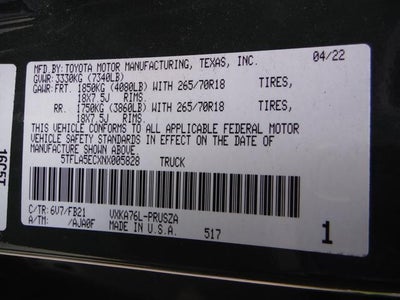 MFD.BY:TOYOTA MOTOR MANUFACTURING, TEXAS, INC. 04/22
GVWR:3330KG (7340LB)
GAWR:FRT. 1850KG (4080LB) WITH 265/70R18 TIRES,
18X7.5J RIMS.
RR. 1750KG (3860LB) WITH 265/70R18 TIRES,
18X7.5J RIMS.
THIS VEHICLE CONFORMS TO ALL APPLICABLE FEDERAL MOTOR
VEHICLE SAFETY STANDARDS IN EFFECT ON THE DATE OF
MANUFACTURE SHOWN ABOVE.
5TFLA5ECXNX005828 TRUCK
C/TR:6V7/FB21 VXKA76L-PRUSZA
A/TM: /AJA0F MADE IN U.S.A. 517 1